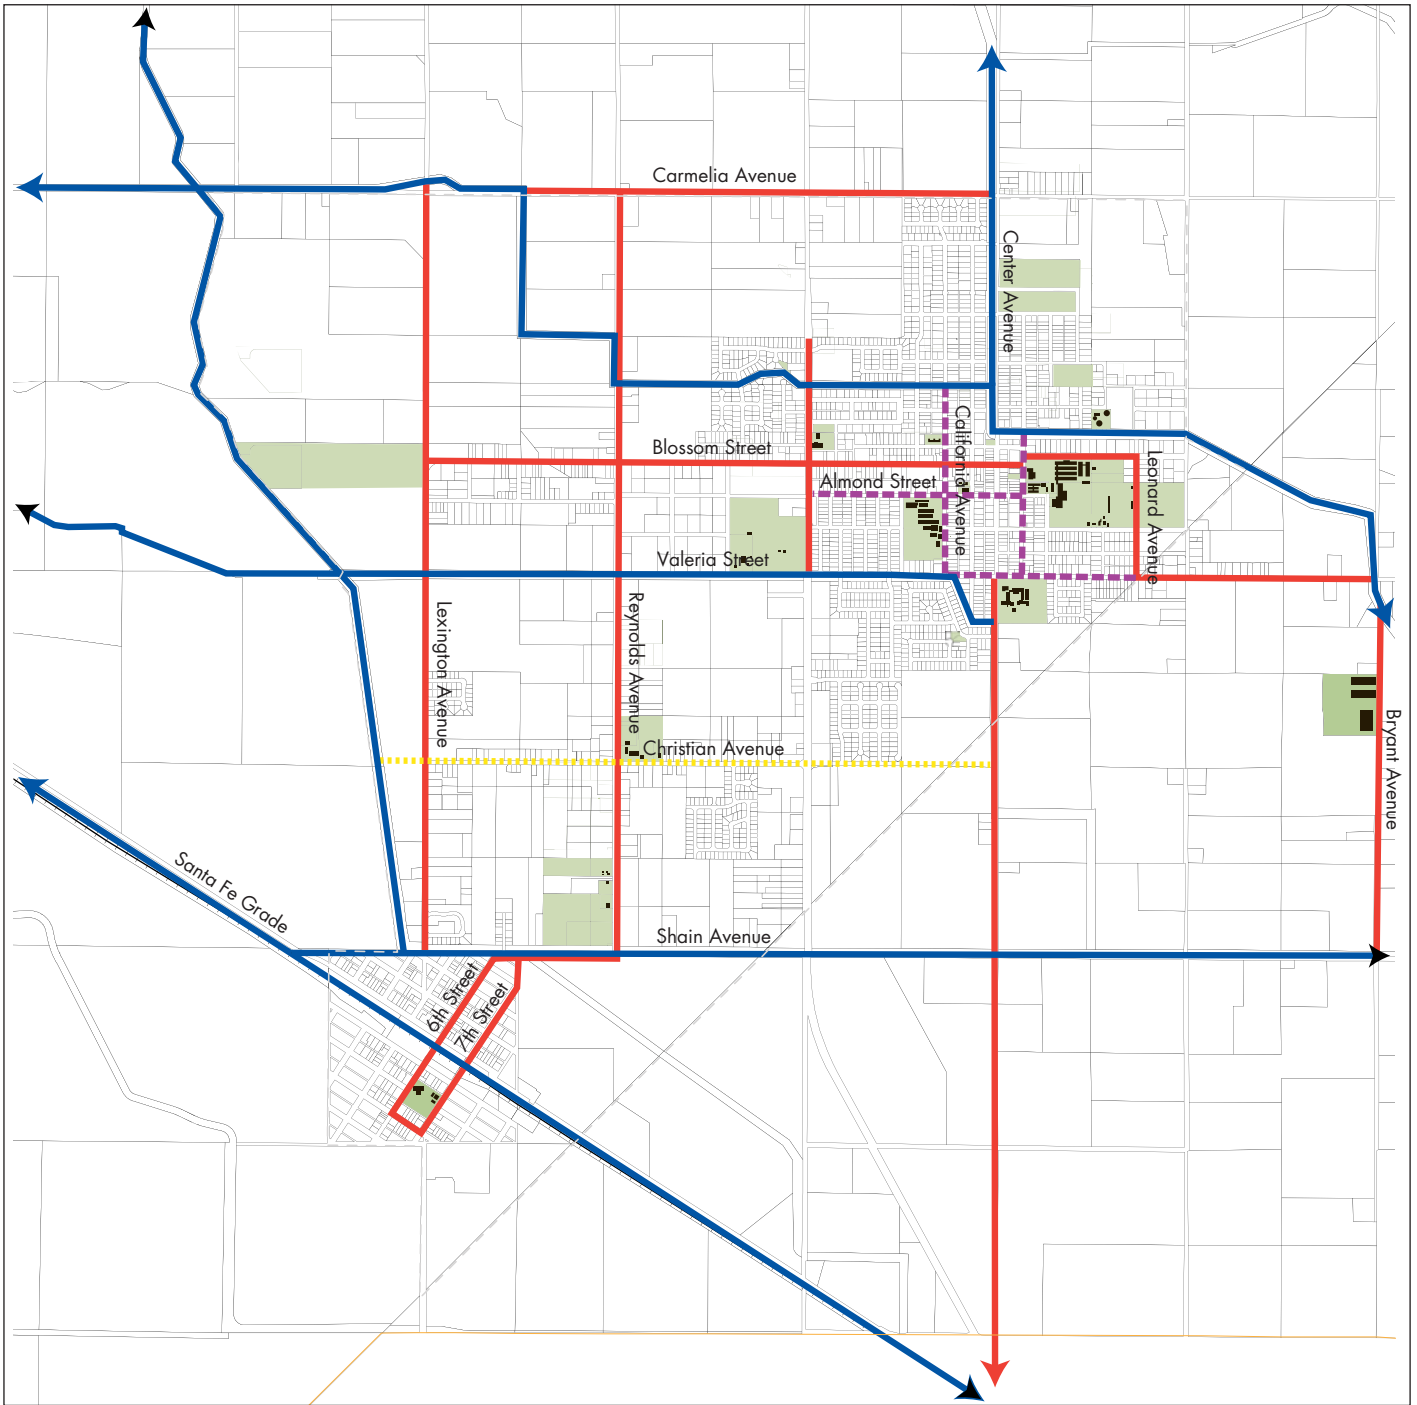 Carmelia Avenue
Center Avenue
California Avenue
Blossom Street
Almond Street
Leonard Avenue
Valeria Street
Lexington Avenue
Reynolds Avenue
Christian Avenue
Bryant Avenue
Santa Fe Grade
Shain Avenue
6th Street
7th Street